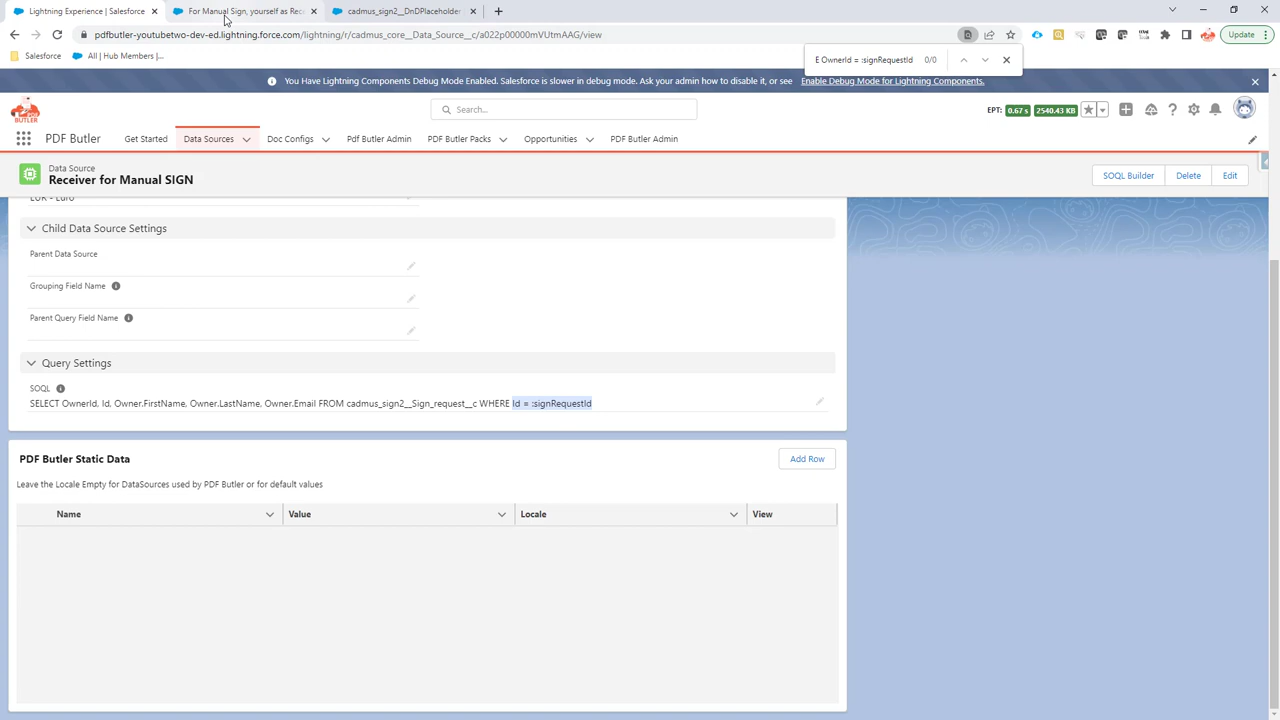 Lightning Experience | Salesforce
For Manual Sign, yourself as Rece
cadmus_sign2__DnDPlaceholder
pdfbutler-youtubetwo-dev-ed.lightning.force.com/lightning/r/cadmus_core__Data_Source__c/a022p00000mVUtmAAG/view
Update
Salesforce
All | Hub Members |...
E OwnerId = :signRequestId 0/0
You Have Lightning Components Debug Mode Enabled. Salesforce is slower in debug mode. Ask your admin how to disable it, or see Enable Debug Mode for Lightning Components.
PDF BUTLER
Search...
EPT: 0.67 s 2540.43 KB
PDF Butler
Get Started
Data Sources
Doc Configs
Pdf Butler Admin
PDF Butler Packs
Opportunities
PDF Butler Admin
Data Source
Receiver for Manual SIGN
SOQL Builder
Delete
Edit
EUR - Euro
Child Data Source Settings
Parent Data Source
Grouping Field Name
Parent Query Field Name
Query Settings
SOQL
SELECT OwnerId, Id, Owner.FirstName, Owner.LastName, Owner.Email FROM cadmus_sign2__Sign_request__c WHERE Id = :signRequestId
PDF Butler Static Data
Add Row
Leave the Locale Empty for DataSources used by PDF Butler or for default values
Name
Value
Locale
View